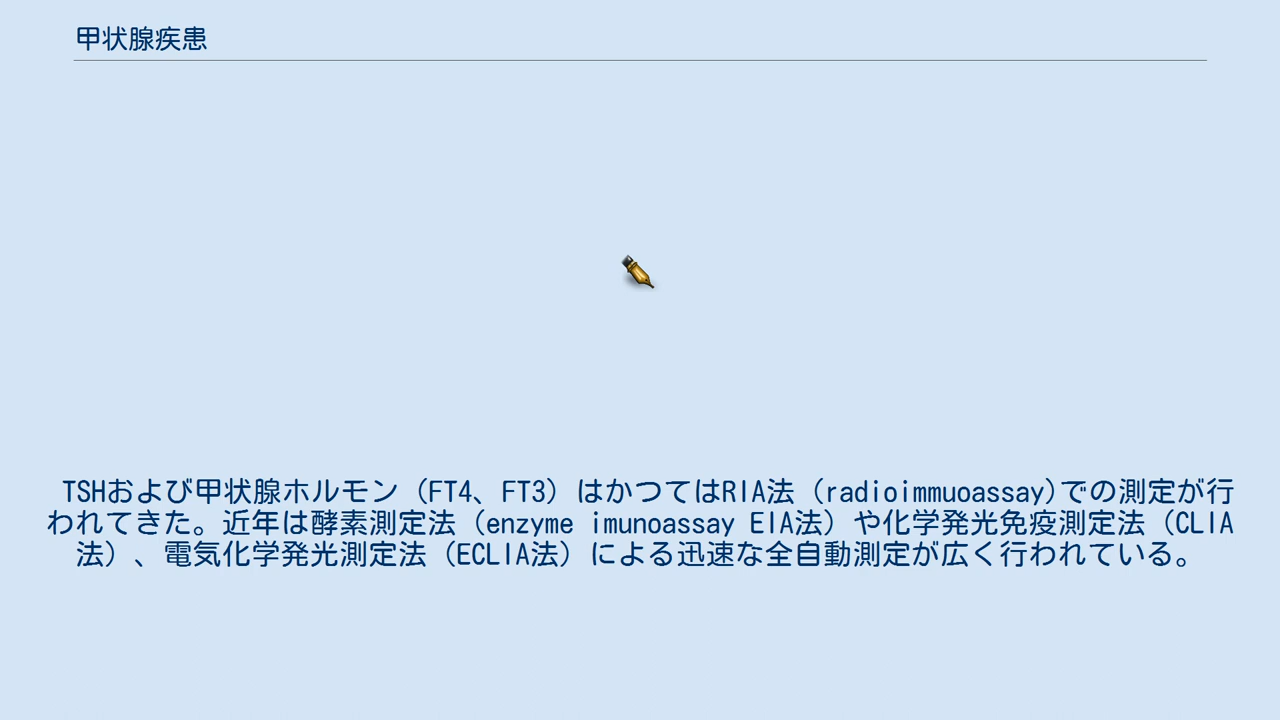 甲状腺疾患
TSHおよび甲状腺ホルモン（FT4、FT3）はかつてはRIA法（radioimmuoassay)での測定が行
われてきた。近年は酵素測定法（enzyme imunoassay EIA法）や化学発光免疫測定法（CLIA
法）、電気化学発光測定法（ECLIA法）による迅速な全自動測定が広く行われている。